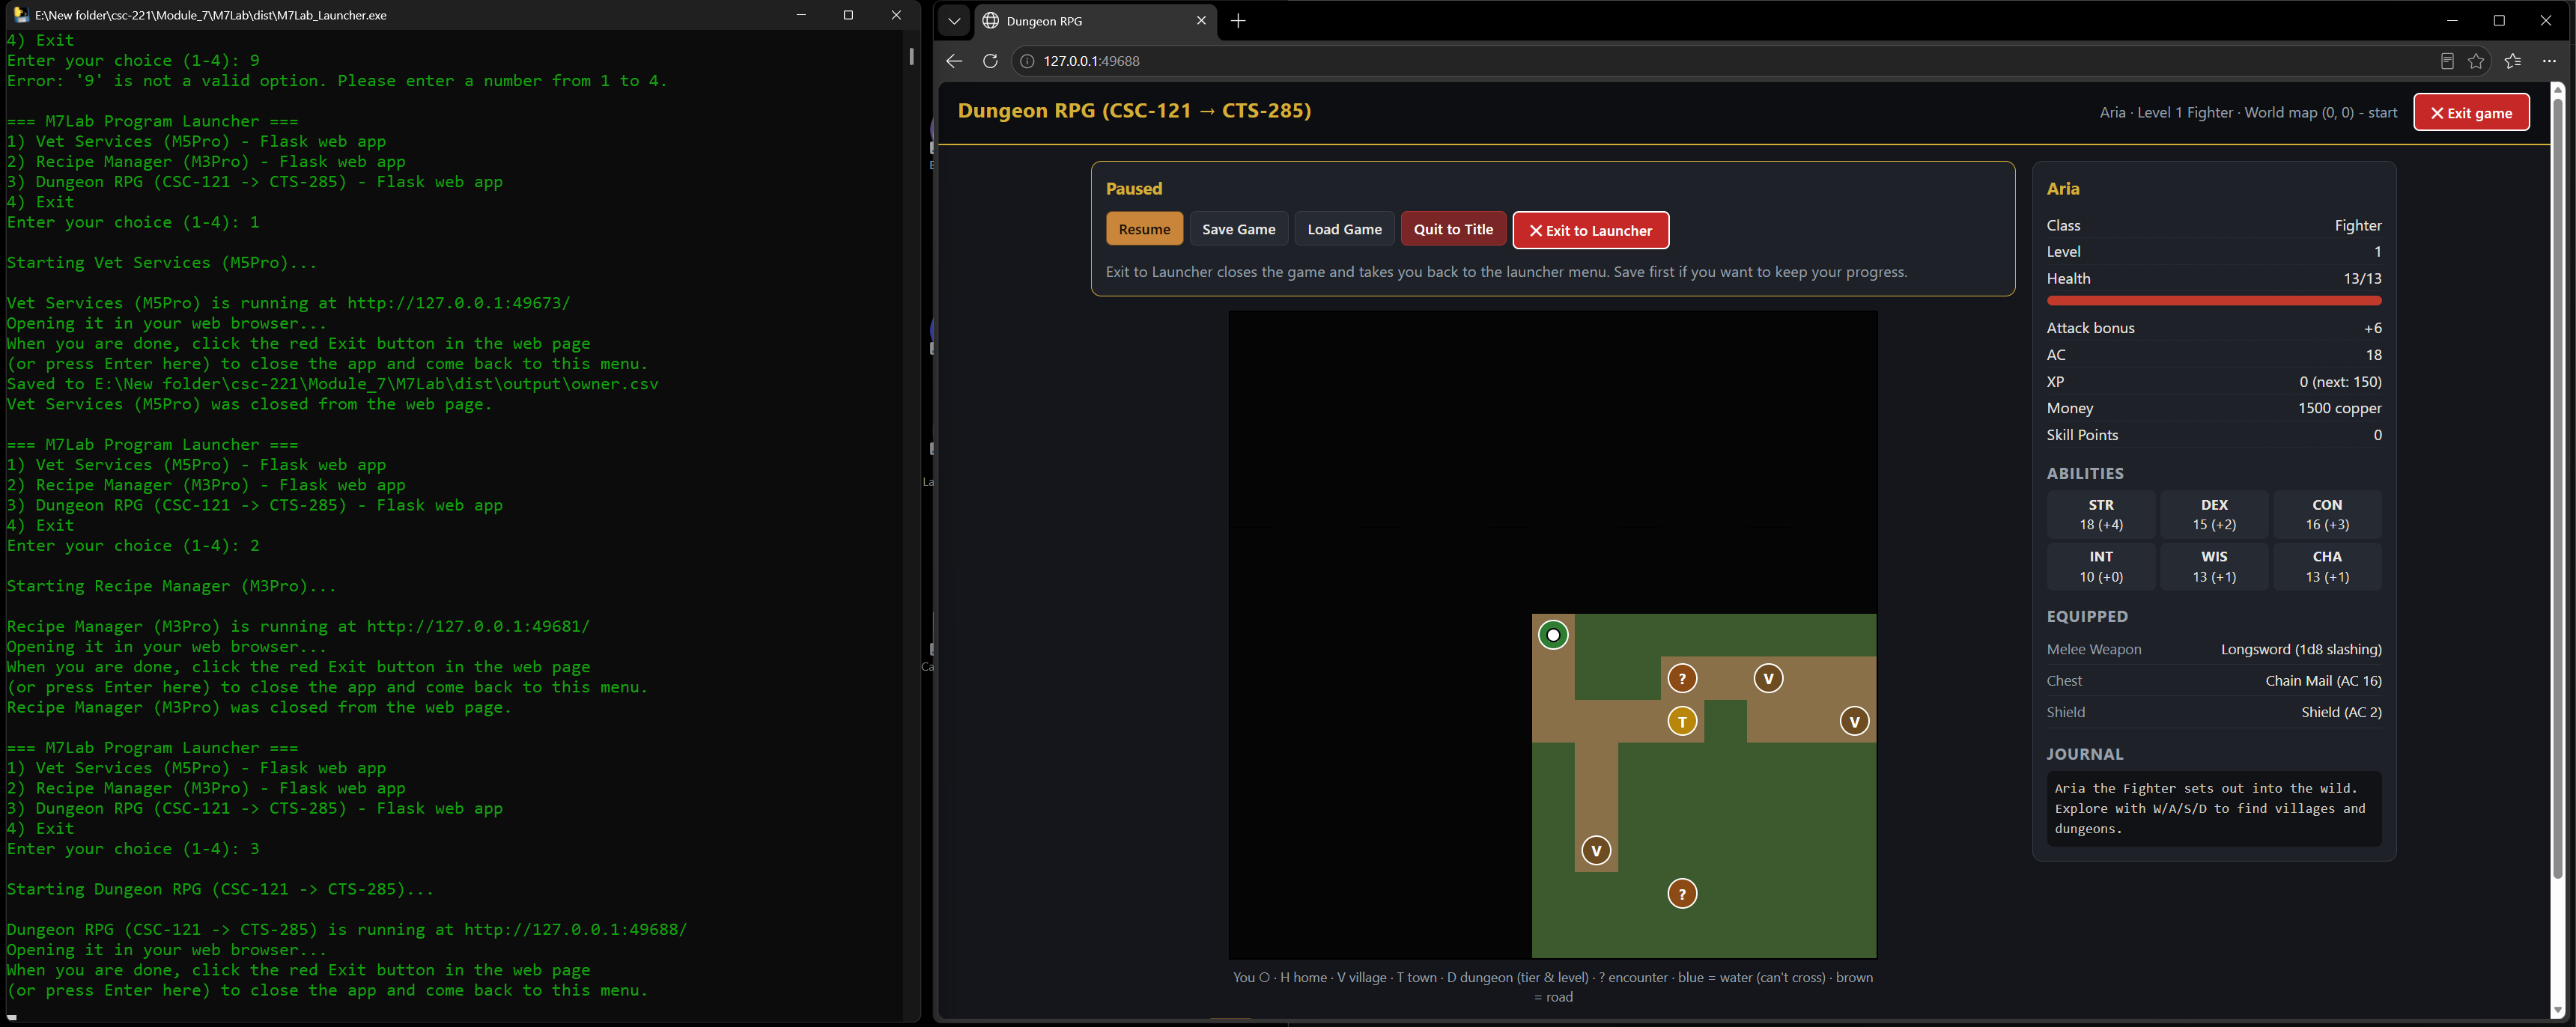 E:\New folder\csc-221\Module_7\M7Lab\dist\M7Lab_Launcher.exe
4) Exit
Enter your choice (1-4): 9
Error: '9' is not a valid option. Please enter a number from 1 to 4.
=== M7Lab Program Launcher ===
1) Vet Services (M5Pro) - Flask web app
2) Recipe Manager (M3Pro) - Flask web app
3) Dungeon RPG (CSC-121 -> CTS-285) - Flask web app
4) Exit
Enter your choice (1-4): 1
Starting Vet Services (M5Pro)...
Vet Services (M5Pro) is running at http://127.0.0.1:49673/
Opening it in your web browser...
When you are done, click the red Exit button in the web page
(or press Enter here) to close the app and come back to this menu.
Saved to E:\New folder\csc-221\Module_7\M7Lab\dist\output\owner.csv
Vet Services (M5Pro) was closed from the web page.
=== M7Lab Program Launcher ===
1) Vet Services (M5Pro) - Flask web app
2) Recipe Manager (M3Pro) - Flask web app
3) Dungeon RPG (CSC-121 -> CTS-285) - Flask web app
4) Exit
Enter your choice (1-4): 2
Starting Recipe Manager (M3Pro)...
Recipe Manager (M3Pro) is running at http://127.0.0.1:49681/
Opening it in your web browser...
When you are done, click the red Exit button in the web page
(or press Enter here) to close the app and come back to this menu.
Recipe Manager (M3Pro) was closed from the web page.
=== M7Lab Program Launcher ===
1) Vet Services (M5Pro) - Flask web app
2) Recipe Manager (M3Pro) - Flask web app
3) Dungeon RPG (CSC-121 -> CTS-285) - Flask web app
4) Exit
Enter your choice (1-4): 3
Starting Dungeon RPG (CSC-121 -> CTS-285)...
Dungeon RPG (CSC-121 -> CTS-285) is running at http://127.0.0.1:49688/
Opening it in your web browser...
When you are done, click the red Exit button in the web page
(or press Enter here) to close the app and come back to this menu.
La
Ca
Dungeon RPG
127.0.0.1:49688
Dungeon RPG (CSC-121 → CTS-285)
Aria · Level 1 Fighter · World map (0, 0) - start
✕ Exit game
Paused
Resume
Save Game
Load Game
Quit to Title
✕ Exit to Launcher
Exit to Launcher closes the game and takes you back to the launcher menu. Save first if you want to keep your progress.
? V
T V
V
?
You ○ · H home · V village · T town · D dungeon (tier & level) · ? encounter · blue = water (can't cross) · brown
= road
Aria
Class Fighter
Level 1
Health 13/13
Attack bonus +6
AC 18
XP 0 (next: 150)
Money 1500 copper
Skill Points 0
ABILITIES
STR DEX CON
18 (+4) 15 (+2) 16 (+3)
INT WIS CHA
10 (+0) 13 (+1) 13 (+1)
EQUIPPED
Melee Weapon Longsword (1d8 slashing)
Chest Chain Mail (AC 16)
Shield Shield (AC 2)
JOURNAL
Aria the Fighter sets out into the wild.
Explore with W/A/S/D to find villages and
dungeons.